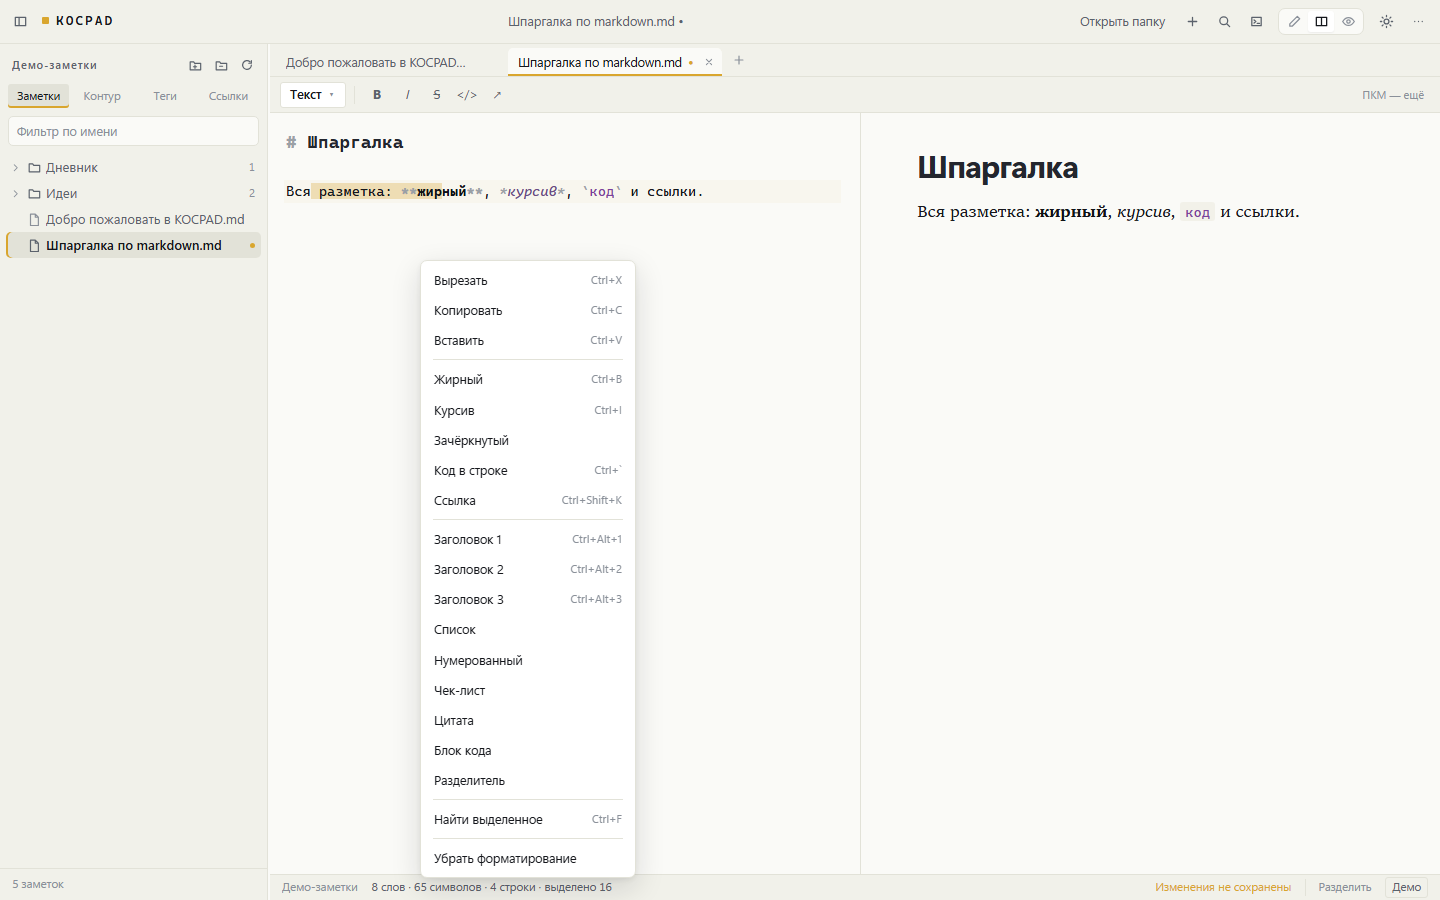 KOCPAD
Шпаргалка по markdown.md •
Открыть папку
Демо-заметки
Заметки Контур Теги Ссылки
Фильтр по имени
Дневник 1
Идеи 2
Добро пожаловать в KOCPAD.md
Шпаргалка по markdown.md
5 заметок
Добро пожаловать в KOCPAD...
Шпаргалка по markdown.md
Текст B I S </> ↗
ПКМ — ещё
# Шпаргалка
Вся разметка: **жирный**, *курсив*, `код` и ссылки.
Вырезать Ctrl+X
Копировать Ctrl+C
Вставить Ctrl+V
Жирный Ctrl+B
Курсив Ctrl+I
Зачёркнутый
Код в строке Ctrl+`
Ссылка Ctrl+Shift+K
Заголовок 1 Ctrl+Alt+1
Заголовок 2 Ctrl+Alt+2
Заголовок 3 Ctrl+Alt+3
Список
Нумерованный
Чек-лист
Цитата
Блок кода
Разделитель
Найти выделенное Ctrl+F
Убрать форматирование
Шпаргалка
Вся разметка: жирный, курсив, код и ссылки.
Демо-заметки 8 слов · 65 символов · 4 строки · выделено 16
Изменения не сохранены Разделить Демо